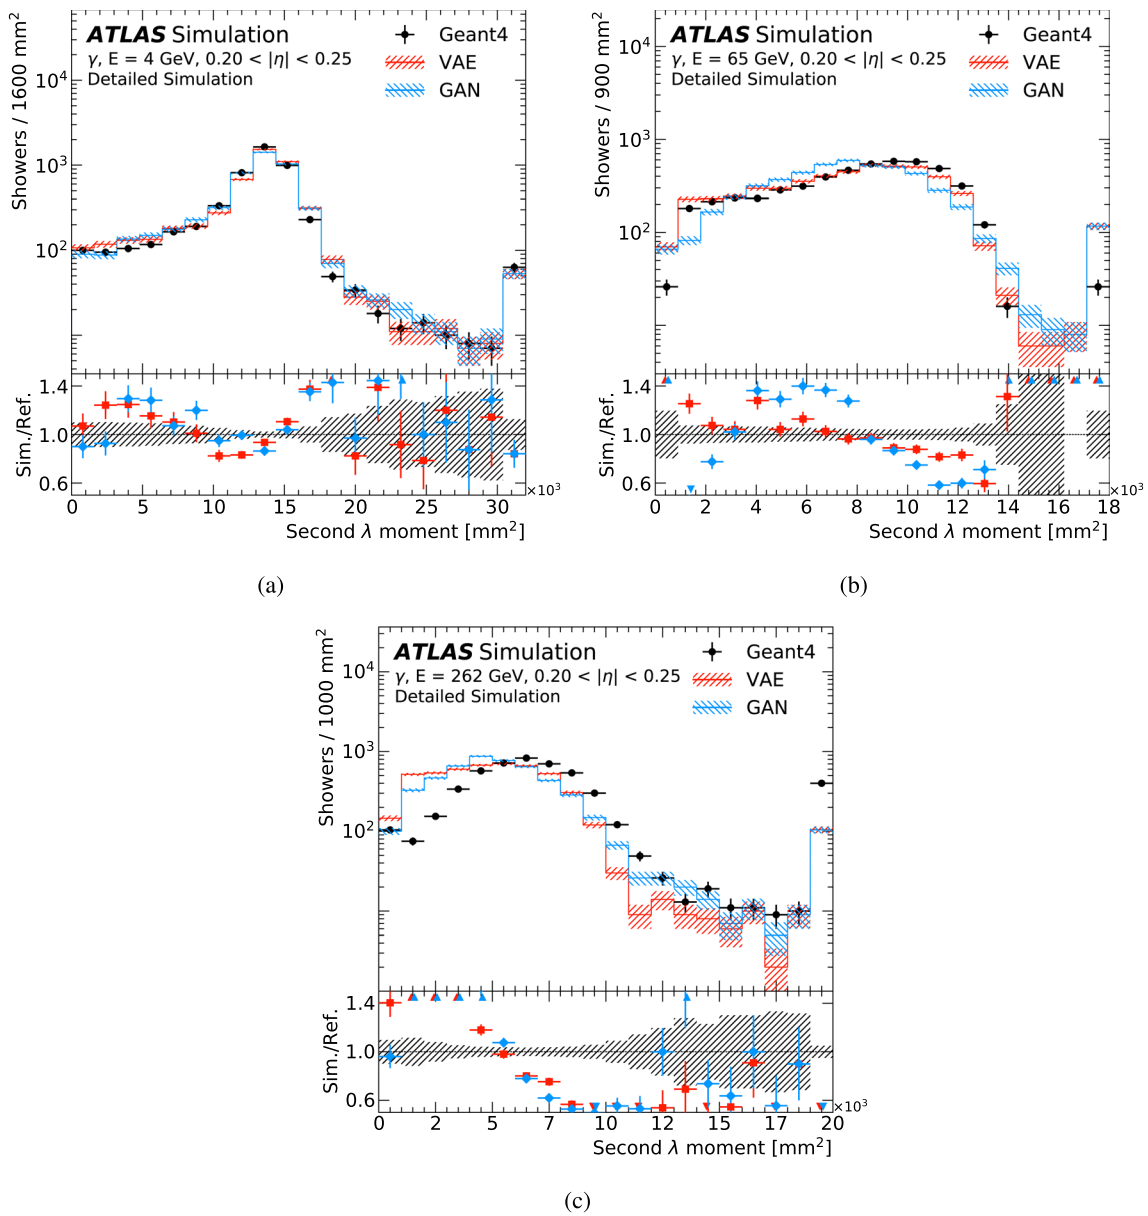 ATLAS Simulation
γ, E = 4 GeV, 0.20 < |η| < 0.25
Detailed Simulation
Geant4
VAE
GAN
Showers / 1600 mm²
10⁴
10³
10²
Sim./Ref.
1.4
1.0
0.6
0 5 10 15 20 25 30
×10³
Second λ moment [mm²]
(a)
ATLAS Simulation
γ, E = 65 GeV, 0.20 < |η| < 0.25
Detailed Simulation
Geant4
VAE
GAN
Showers / 900 mm²
10⁴
10³
10²
Sim./Ref.
1.4
1.0
0.6
0 2 4 6 8 10 12 14 16 18
×10³
Second λ moment [mm²]
(b)
ATLAS Simulation
γ, E = 262 GeV, 0.20 < |η| < 0.25
Detailed Simulation
Geant4
VAE
GAN
Showers / 1000 mm²
10⁴
10³
10²
Sim./Ref.
1.4
1.0
0.6
0 2 5 7 10 12 15 17 20
×10³
Second λ moment [mm²]
(c)